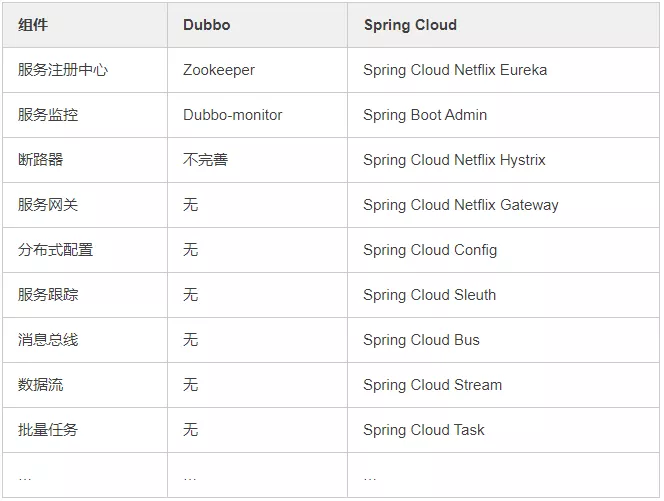 组件 Dubbo Spring Cloud
服务注册中心 Zookeeper Spring Cloud Netflix Eureka
服务监控 Dubbo-monitor Spring Boot Admin
断路器 不完善 Spring Cloud Netflix Hystrix
服务网关 无 Spring Cloud Netflix Gateway
分布式配置 无 Spring Cloud Config
服务跟踪 无 Spring Cloud Sleuth
消息总线 无 Spring Cloud Bus
数据流 无 Spring Cloud Stream
批量任务 无 Spring Cloud Task
… … …